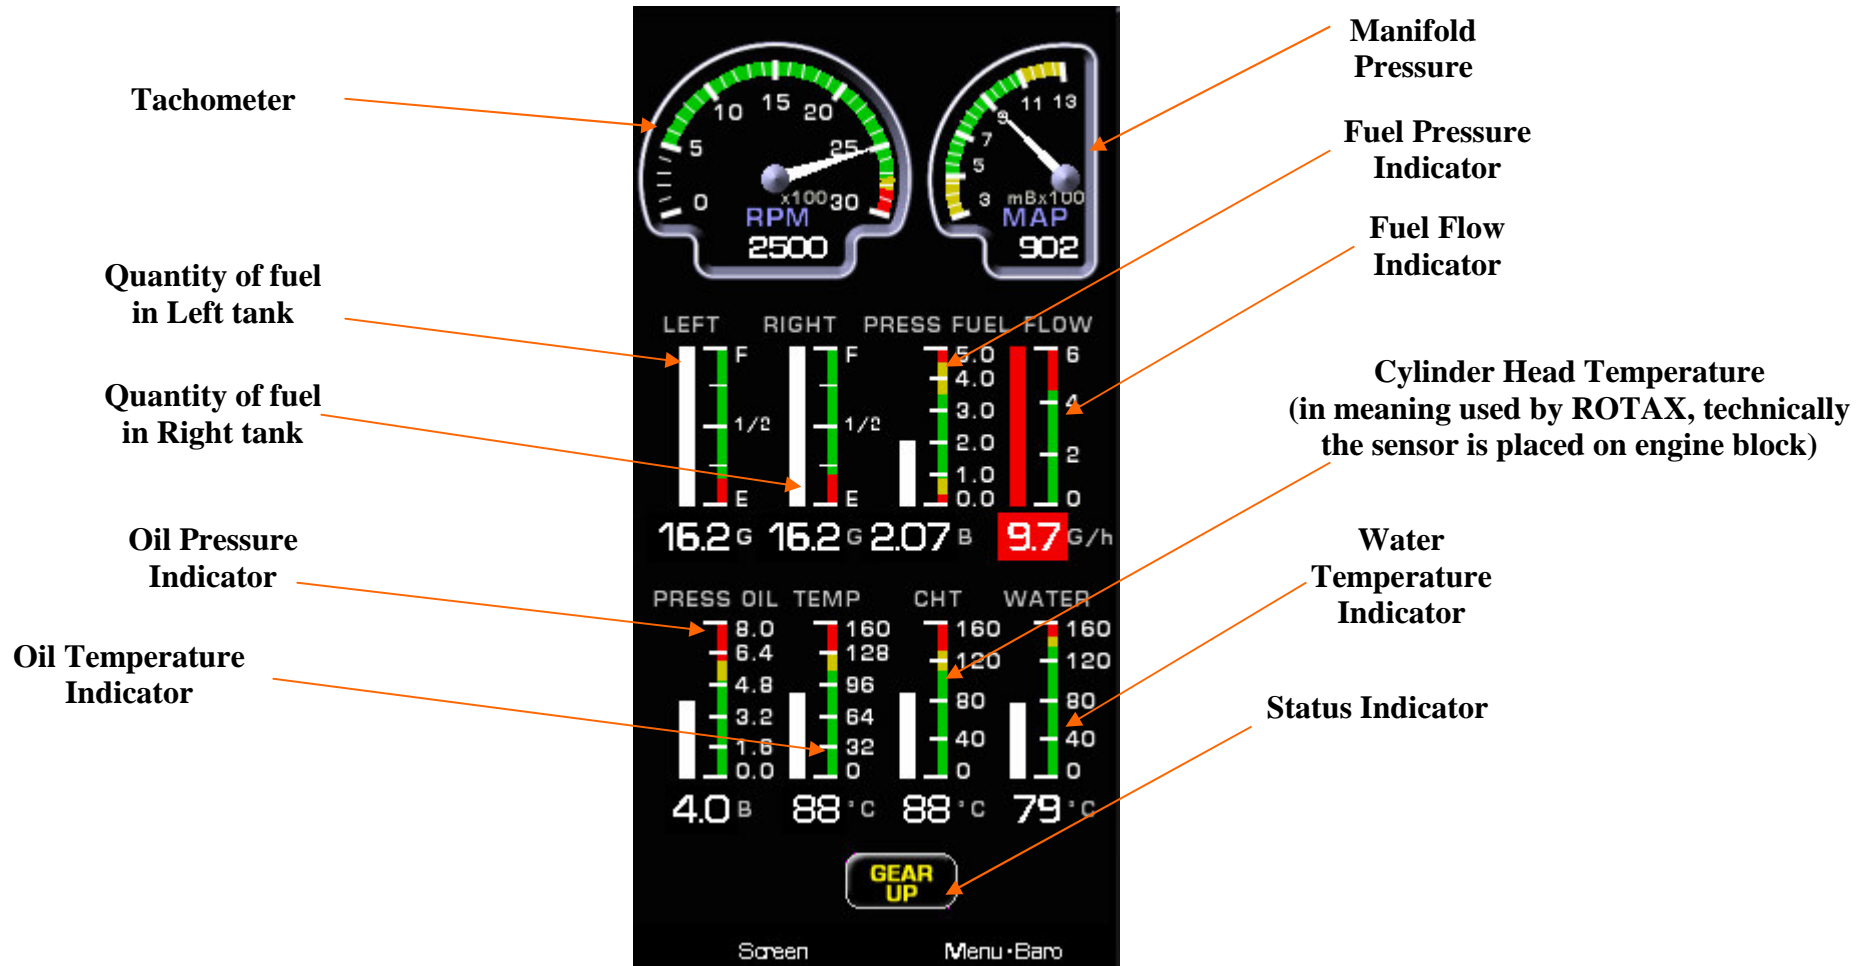 Tachometer
Quantity of fuel
in Left tank
Quantity of fuel
in Right tank
Oil Pressure
Indicator
Oil Temperature
Indicator
5
10
15
20
25
0
x100
30
RPM
2500
3
5
7
9
11
13
mBx100
MAP
902
LEFT
RIGHT
PRESS FUEL FLOW
F
1/2
E
16.2 G
F
1/2
E
16.2 G
5.0
4.0
3.0
2.0
1.0
0.0
2.07 B
6
4
2
0
9.7 G/h
PRESS OIL TEMP
CHT
WATER
8.0
6.4
4.8
3.2
1.6
0.0
4.0 B
160
128
96
64
32
0
88 °C
160
120
80
40
0
88 °C
160
120
80
40
0
79 °C
GEAR
UP
Screen
Menu·Baro
Manifold
Pressure
Fuel Pressure
Indicator
Fuel Flow
Indicator
Cylinder Head Temperature
(in meaning used by ROTAX, technically
the sensor is placed on engine block)
Water
Temperature
Indicator
Status Indicator